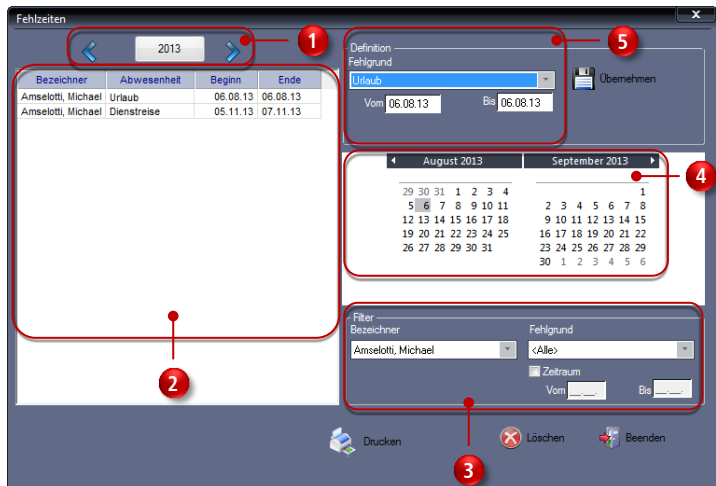 Fehlzeiten
x
2013
1
Bezeichner Abwesenheit Beginn Ende
Amselotti, Michael Urlaub 06.08.13 06.08.13
Amselotti, Michael Dienstreise 05.11.13 07.11.13
2
Definition
Fehlgrund
Urlaub
Vom 06.08.13 Bis 06.08.13
5
Übernehmen
August 2013 September 2013
4
29 30 31 1 2 3 4 1
5 6 7 8 9 10 11 2 3 4 5 6 7 8
12 13 14 15 16 17 18 9 10 11 12 13 14 15
19 20 21 22 23 24 25 16 17 18 19 20 21 22
26 27 28 29 30 31 23 24 25 26 27 28 29
30 1 2 3 4 5 6
Filter
Bezeichner Fehlgrund
Amselotti, Michael <Alle>
Zeitraum
Vom __.__. Bis __.__.
3
Drucken Löschen Beenden